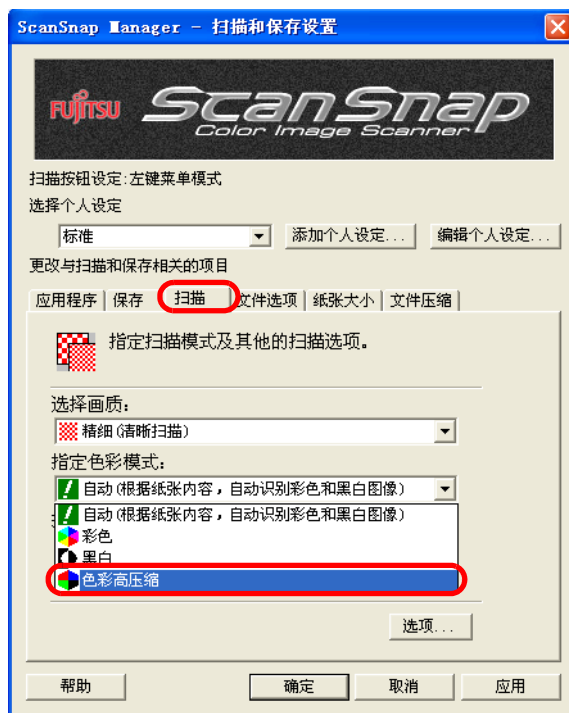 ScanSnap Manager - 扫描和保存设置
FUJITSU ScanSnap
Color Image Scanner
扫描按钮设定:左键菜单模式
选择个人设定
标准 添加个人设定... 编辑个人设定...
更改与扫描和保存相关的项目
应用程序 保存 扫描 文件选项 纸张大小 文件压缩
指定扫描模式及其他的扫描选项。
选择画质:
精细(清晰扫描)
指定色彩模式:
自动(根据纸张内容，自动识别彩色和黑白图像)
自动(根据纸张内容，自动识别彩色和黑白图像)
彩色
黑白
色彩高压缩
选项...
帮助 确定 取消 应用